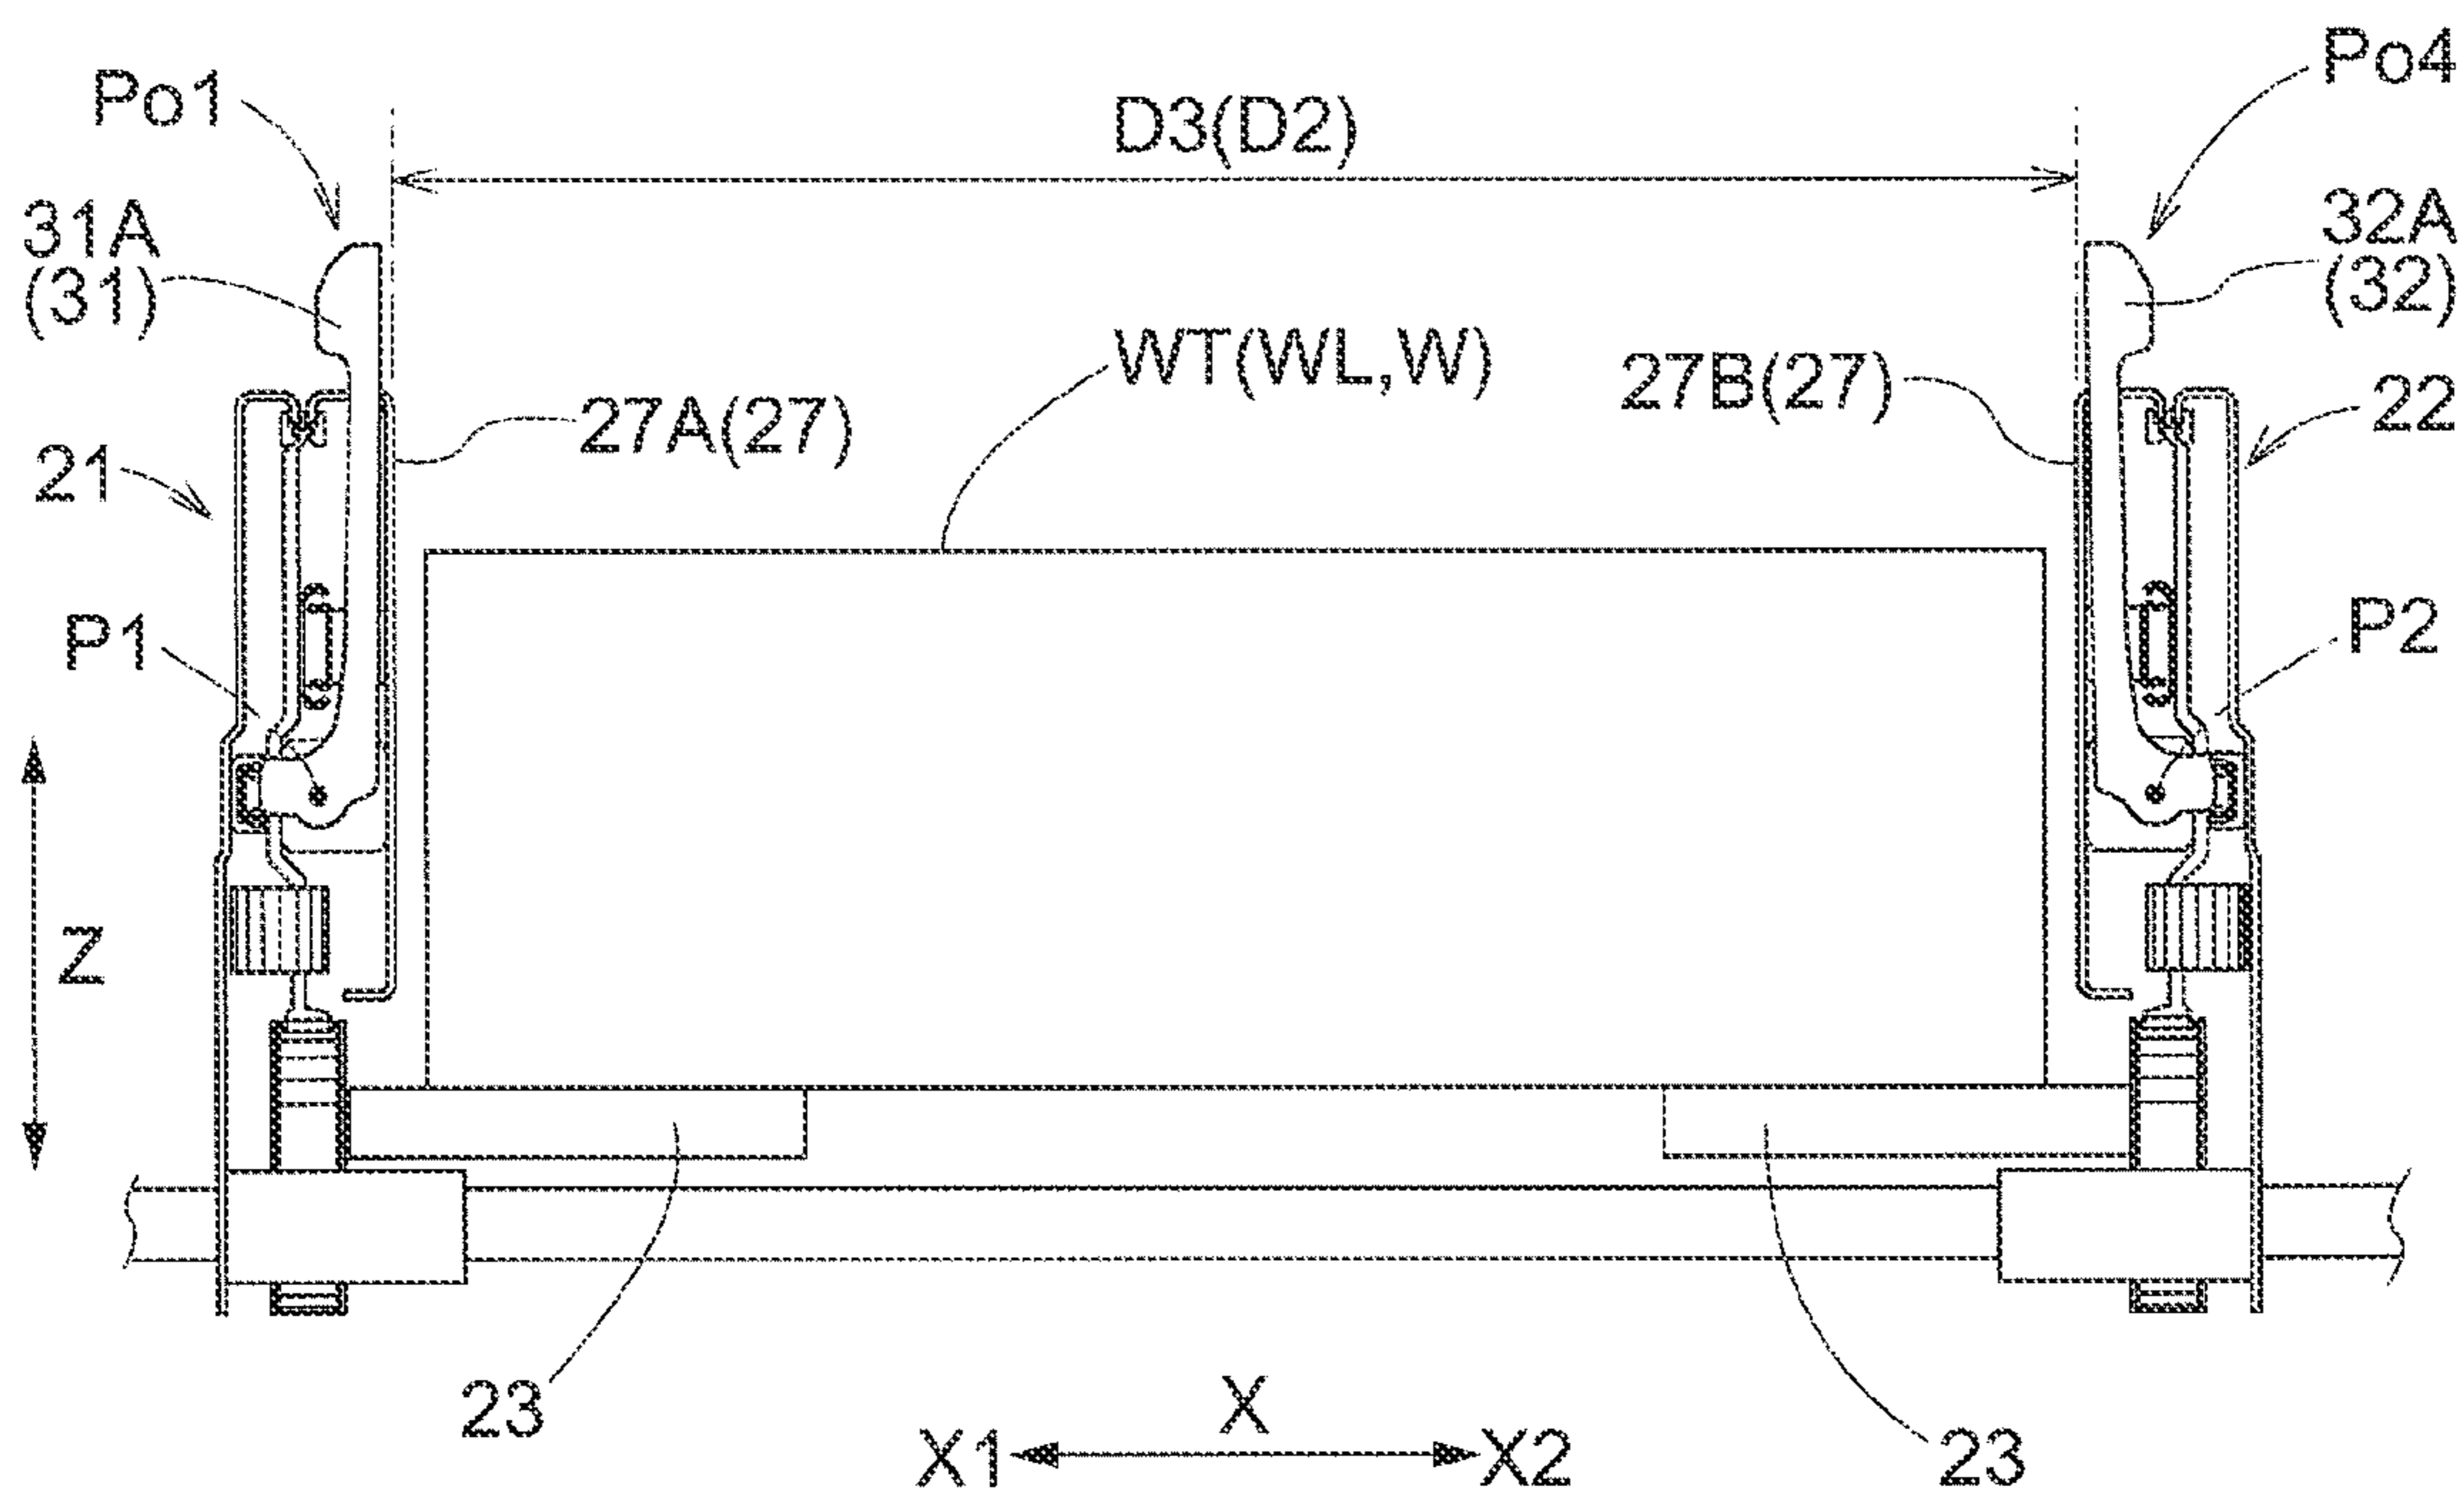 Po1
Po4
D3(D2)
31A
(31)
32A
(32)
WT(WL,W)
27A(27)
27B(27)
22
21
P1
P2
Z
23
X
X1
X2
23